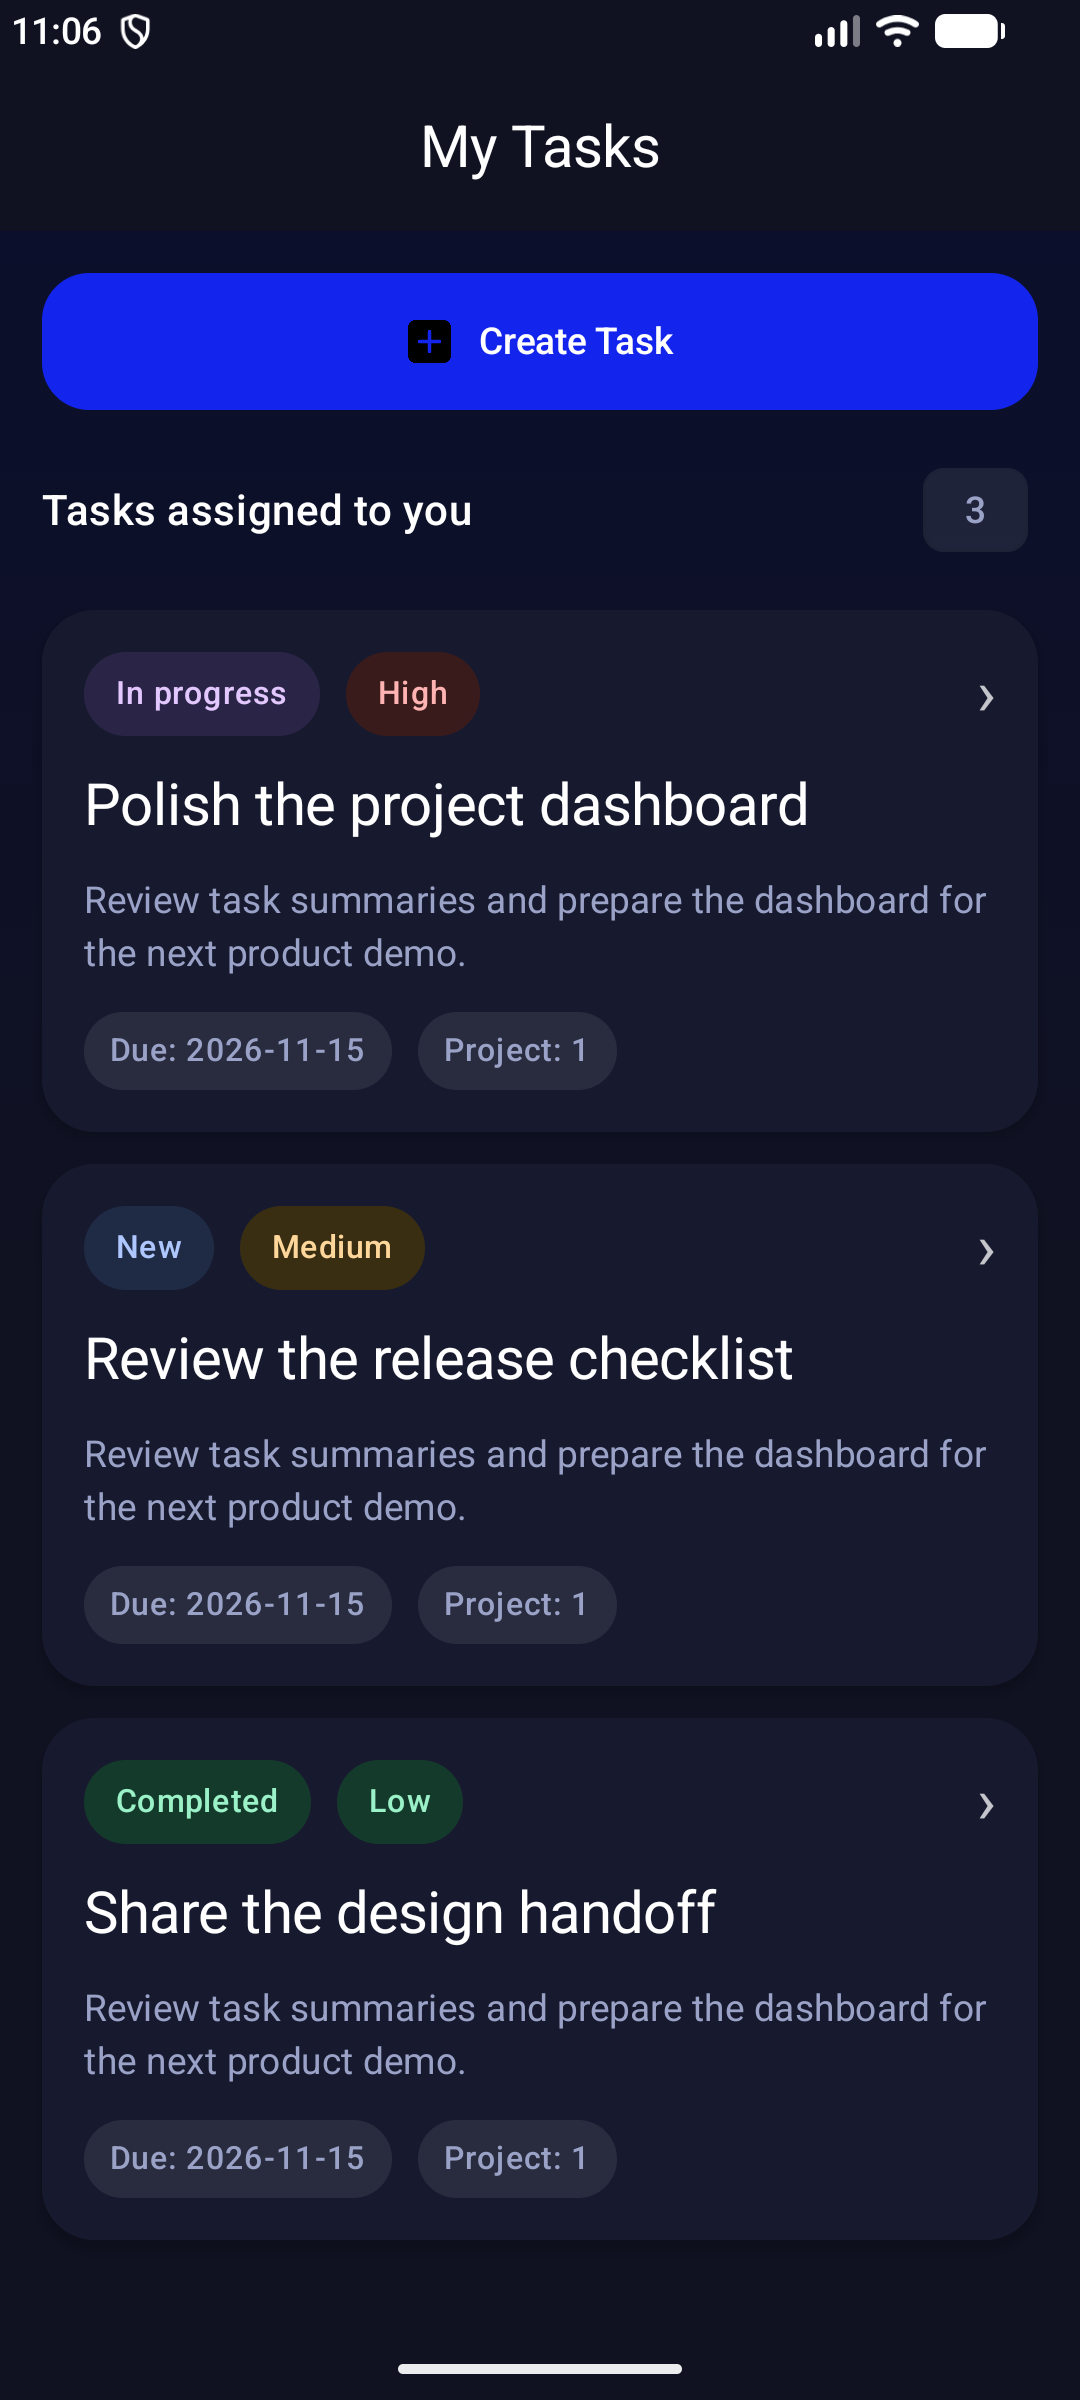 11:06
My Tasks
Create Task
Tasks assigned to you
3
In progress
High
Polish the project dashboard
Review task summaries and prepare the dashboard for
the next product demo.
Due: 2026-11-15
Project: 1
New
Medium
Review the release checklist
Review task summaries and prepare the dashboard for
the next product demo.
Due: 2026-11-15
Project: 1
Completed
Low
Share the design handoff
Review task summaries and prepare the dashboard for
the next product demo.
Due: 2026-11-15
Project: 1